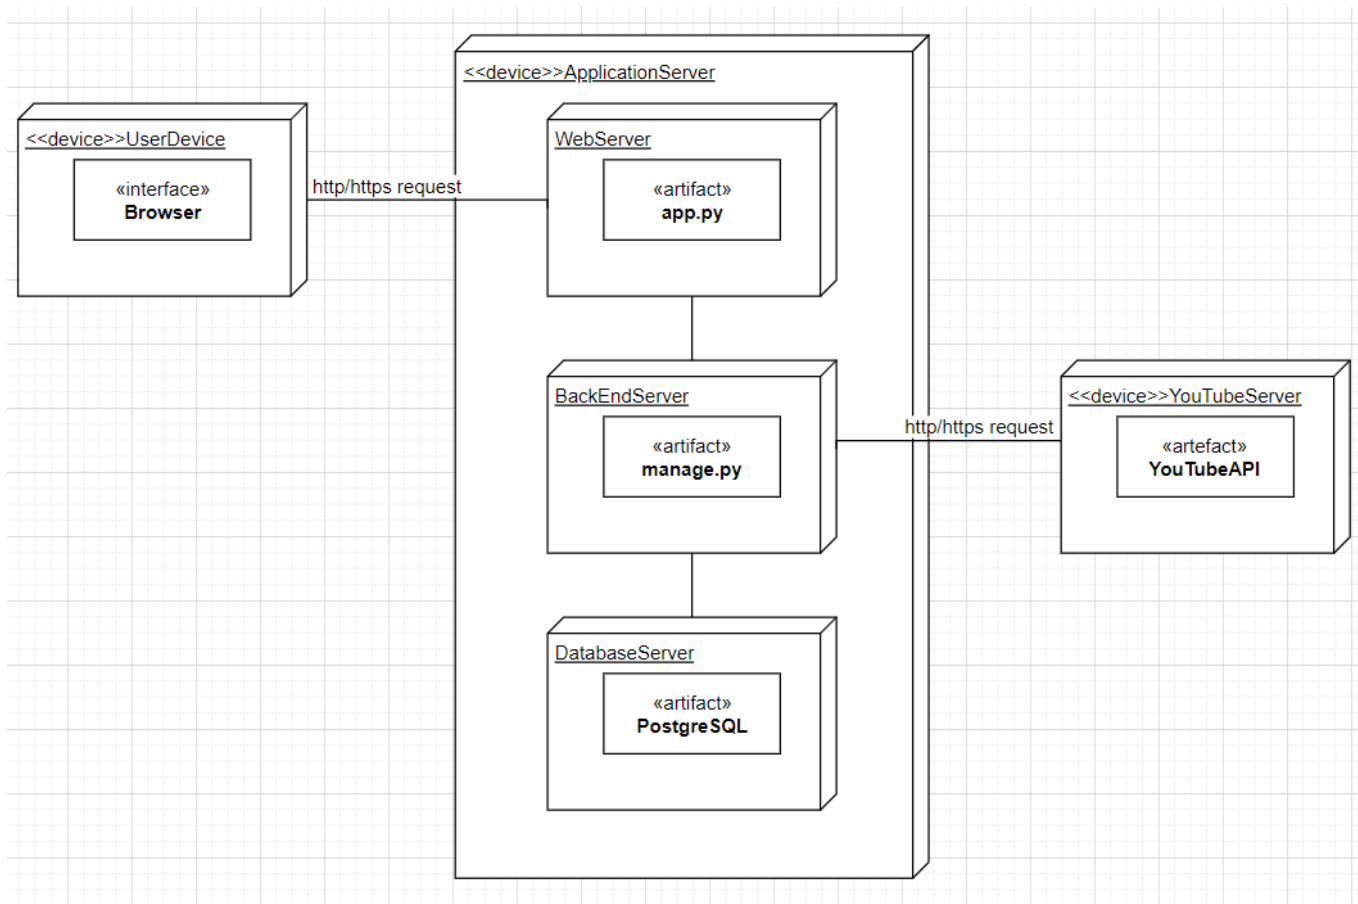 <<device>>ApplicationServer
<<device>>UserDevice
«interface»
Browser
http/https request
WebServer
«artifact»
app.py
BackEndServer
«artifact»
manage.py
http/https request
<<device>>YouTubeServer
«artefact»
YouTubeAPI
DatabaseServer
«artifact»
PostgreSQL